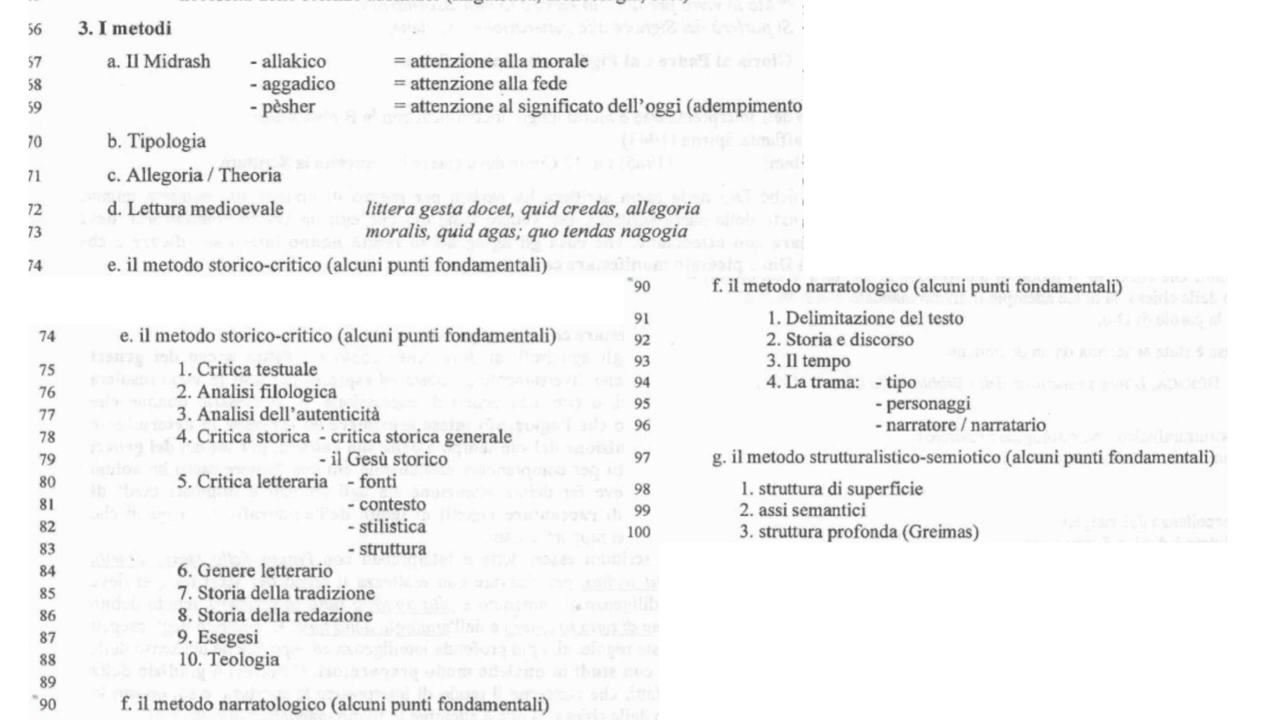 56 3. I metodi
57 a. Il Midrash - allakico = attenzione alla morale
58 - aggadico = attenzione alla fede
59 - pèsher = attenzione al significato dell'oggi (adempimento
70 b. Tipologia
71 c. Allegoria / Theoria
72 d. Lettura medioevale littera gesta docet, quid credas, allegoria
73 moralis, quid agas; quo tendas nagogia
74 e. il metodo storico-critico (alcuni punti fondamentali)
74 e. il metodo storico-critico (alcuni punti fondamentali)
75 1. Critica testuale
76 2. Analisi filologica
77 3. Analisi dell'autenticità
78 4. Critica storica - critica storica generale
79 - il Gesù storico
80 5. Critica letteraria - fonti
81 - contesto
82 - stilistica
83 - struttura
84 6. Genere letterario
85 7. Storia della tradizione
86 8. Storia della redazione
87 9. Esegesi
88 10. Teologia
89
90 f. il metodo narratologico (alcuni punti fondamentali)
90 f. il metodo narratologico (alcuni punti fondamentali)
91 1. Delimitazione del testo
92 2. Storia e discorso
93 3. Il tempo
94 4. La trama: - tipo
95 - personaggi
96 - narratore / narratario
97 g. il metodo strutturalistico-semiotico (alcuni punti fondamentali)
98 1. struttura di superficie
99 2. assi semantici
100 3. struttura profonda (Greimas)